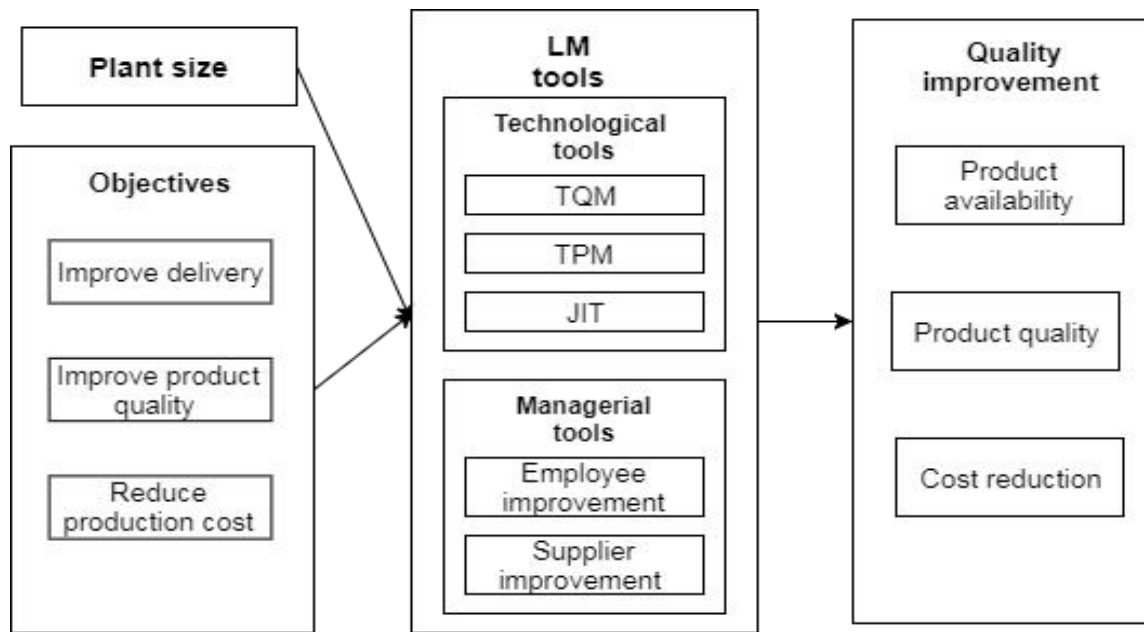 Plant size
Objectives
Improve delivery
Improve product
quality
Reduce
production cost
LM
tools
Technological
tools
TQM
TPM
JIT
Managerial
tools
Employee
improvement
Supplier
improvement
Quality
improvement
Product
availability
Product quality
Cost reduction